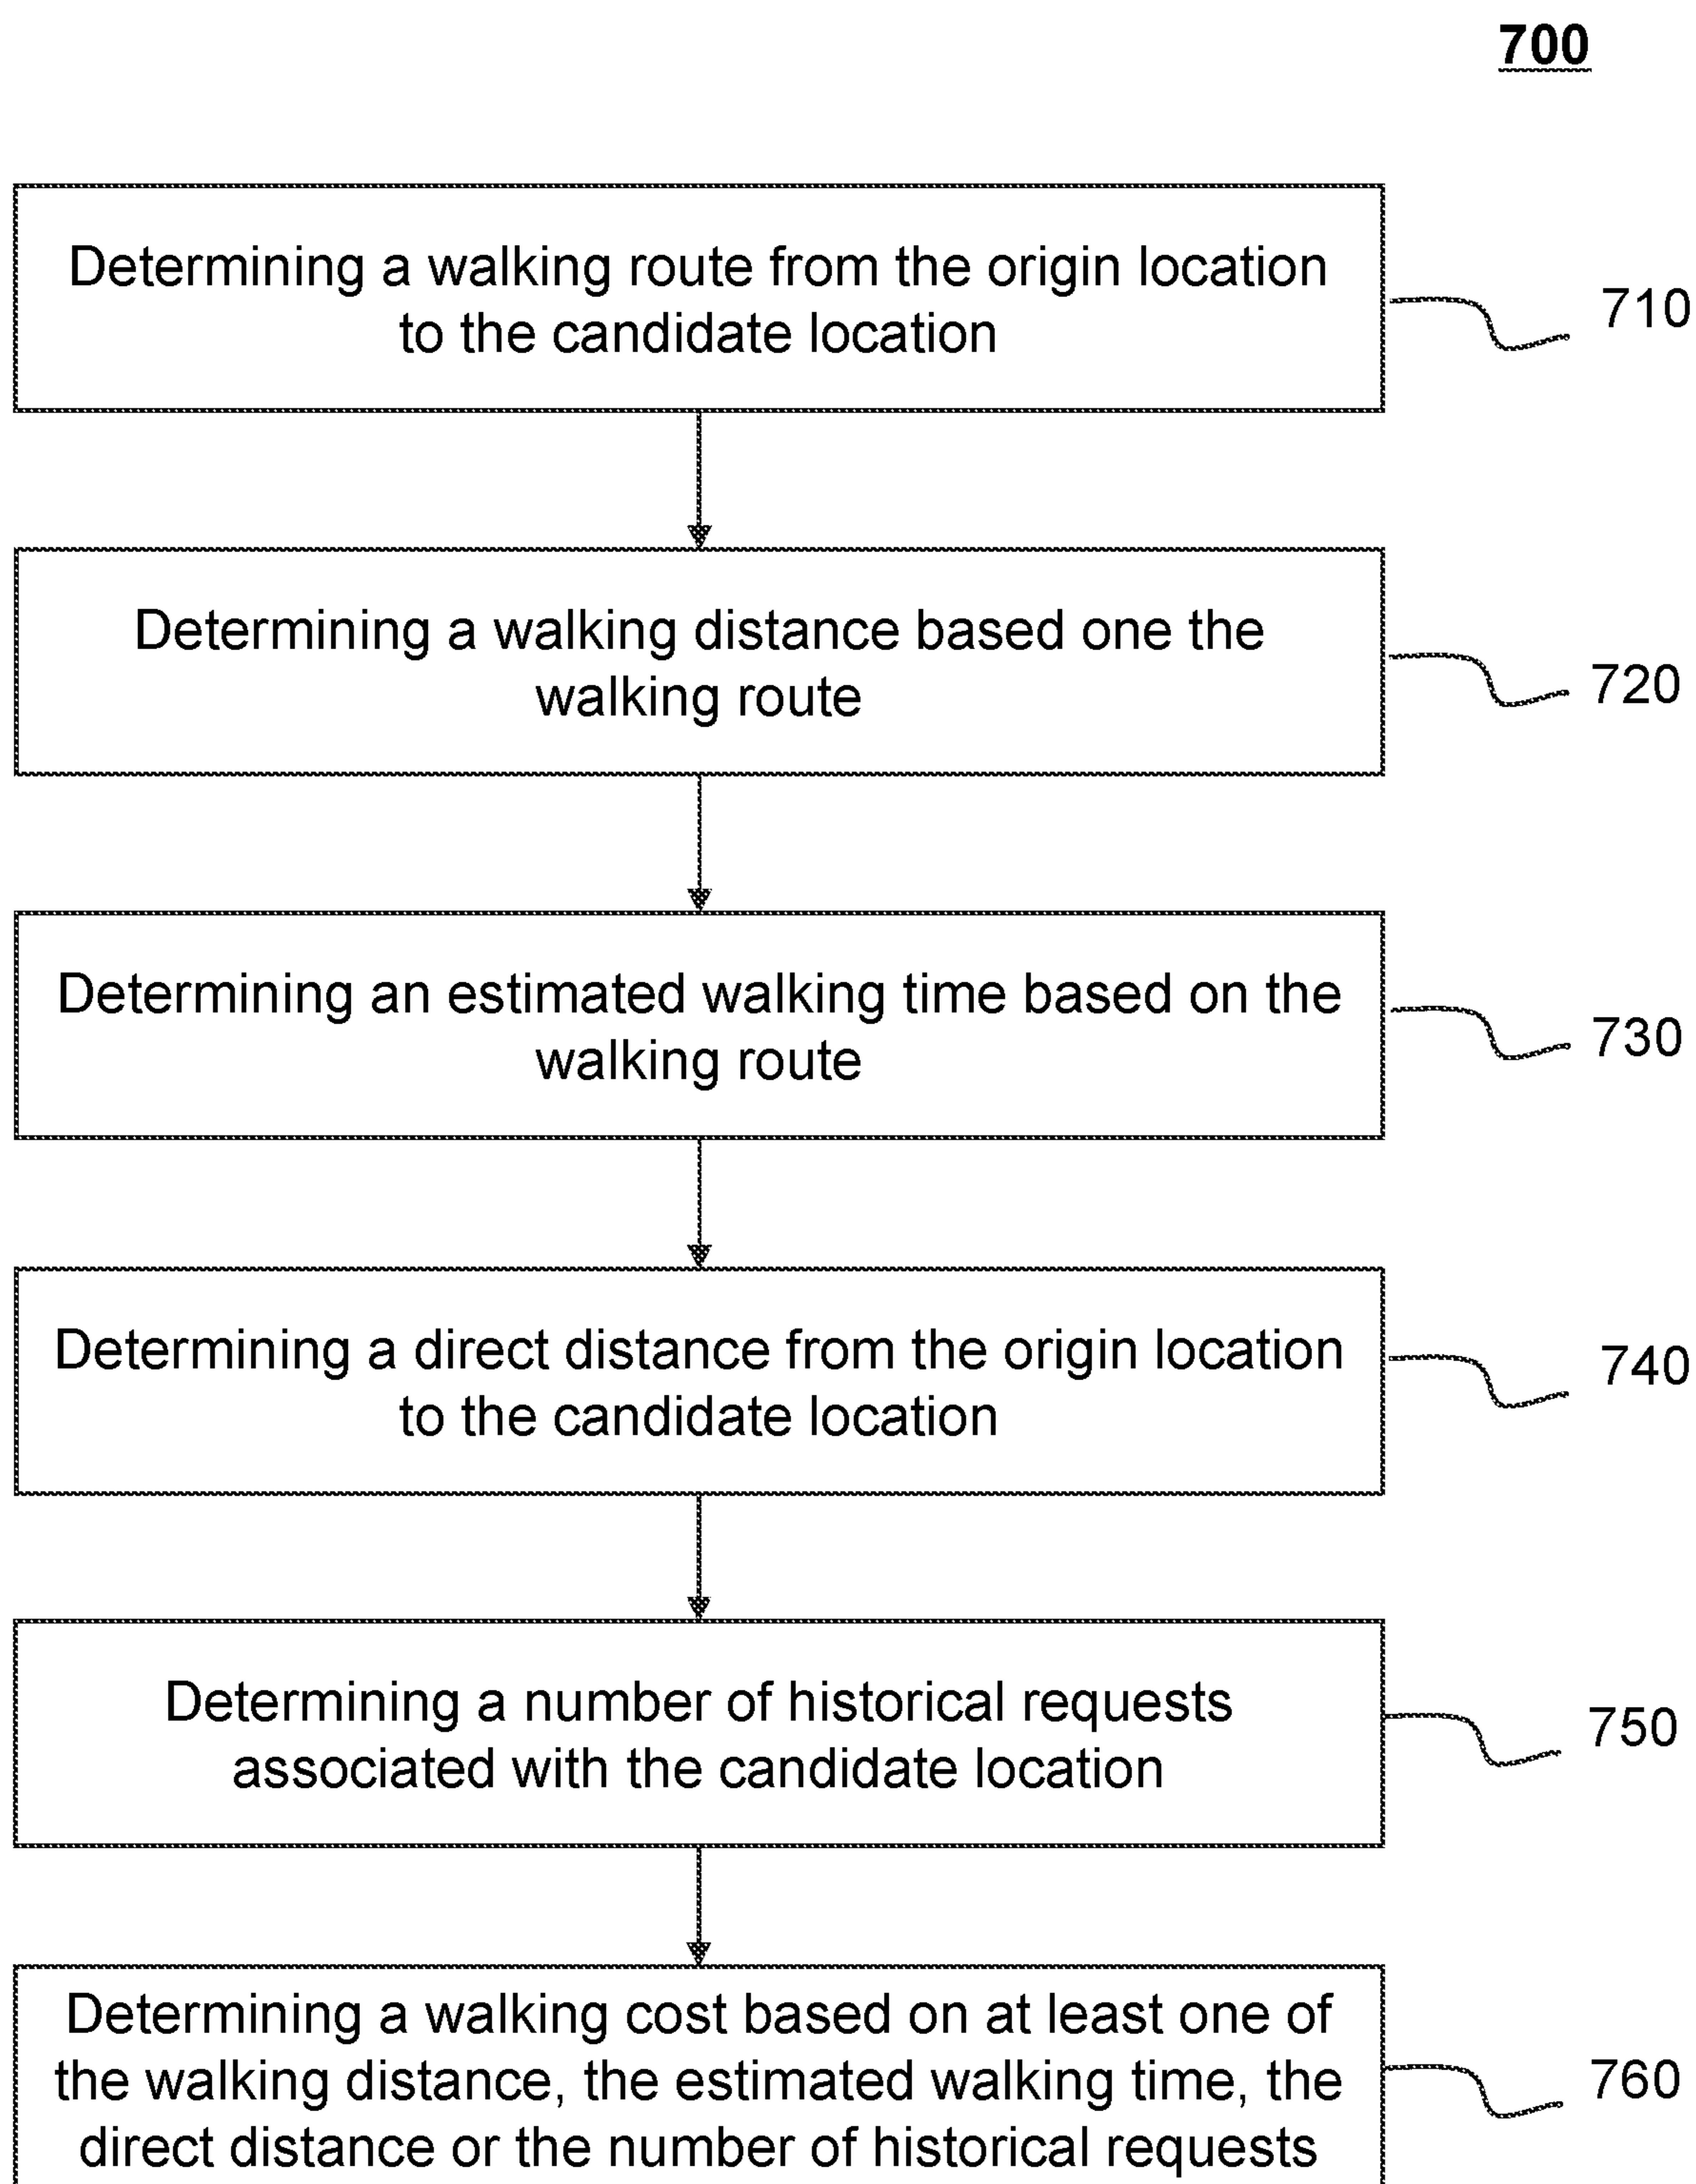 700
Determining a walking route from the origin location
to the candidate location
710
Determining a walking distance based one the
walking route
720
Determining an estimated walking time based on the
walking route
730
Determining a direct distance from the origin location
to the candidate location
740
Determining a number of historical requests
associated with the candidate location
750
Determining a walking cost based on at least one of
the walking distance, the estimated walking time, the
direct distance or the number of historical requests
760